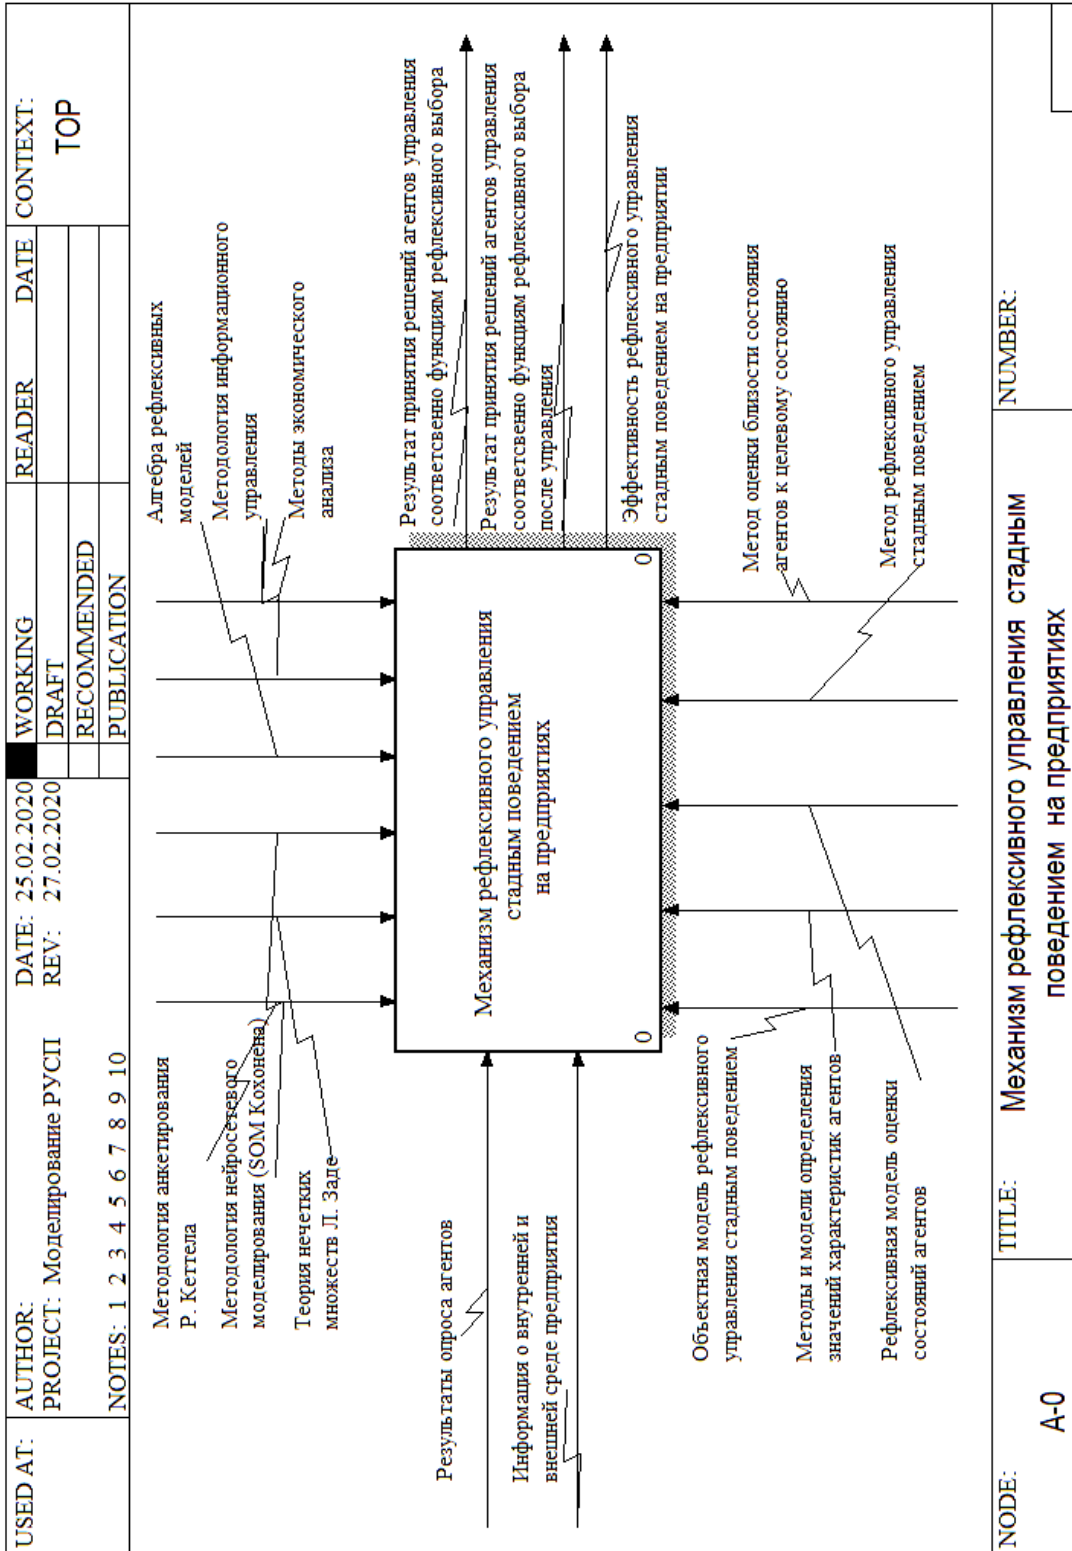 USED AT:
AUTHOR:
DATE: 25.02.2020
WORKING
READER
DATE
CONTEXT:
PROJECT: Моделирование РУСП
REV: 27.02.2020
DRAFT
TOP
RECOMMENDED
NOTES: 1 2 3 4 5 6 7 8 9 10
PUBLICATION
Методология анкетирования
Р. Кеттела
Методология нейросетевого
моделирования (SOM Кохонена)
Теория нечетких
множеств Л. Заде
Алгебра рефлексивных
моделей
Методология информационного
управления
Методы экономического
анализа
Результаты опроса агентов
Информация о внутренней и
внешней среде предприятия
Механизм рефлексивного управления
стадным поведением
на предприятиях
0
0
Результат принятия решений агентов управления
соответсвенно функциям рефлексивного выбора
Результат принятия решений агентов управления
соответсвенно функциям рефлексивного выбора
после управления
Эффективность рефлексивного управления
стадным поведением на предприятии
Объектная модель рефлексивного
управления стадным поведением
Методы и модели определения
значений характеристик агентов
Рефлексивная модель оценки
состояний агентов
Метод оценки близости состояния
агентов к целевому состоянию
Метод рефлексивного управления
стадным поведением
NODE:
TITLE:
NUMBER:
A-0
Механизм рефлексивного управления стадным
поведением на предприятиях